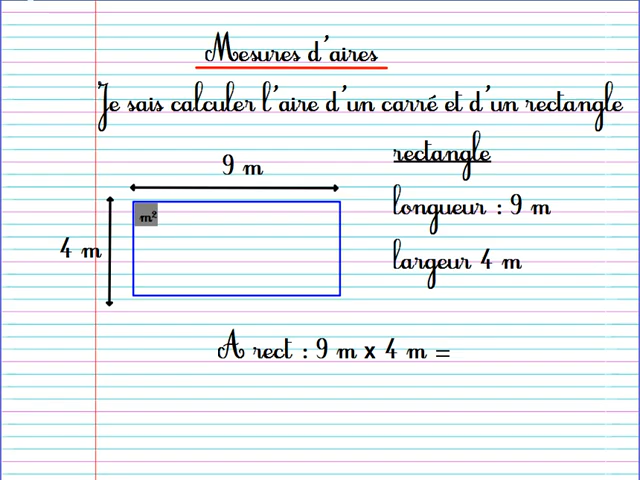 Mesures d'aires
Je sais calculer l'aire d'un carré et d'un rectangle
rectangle
9 m
longueur : 9 m
m²
4 m
largeur 4 m
A rect : 9 m x 4 m =